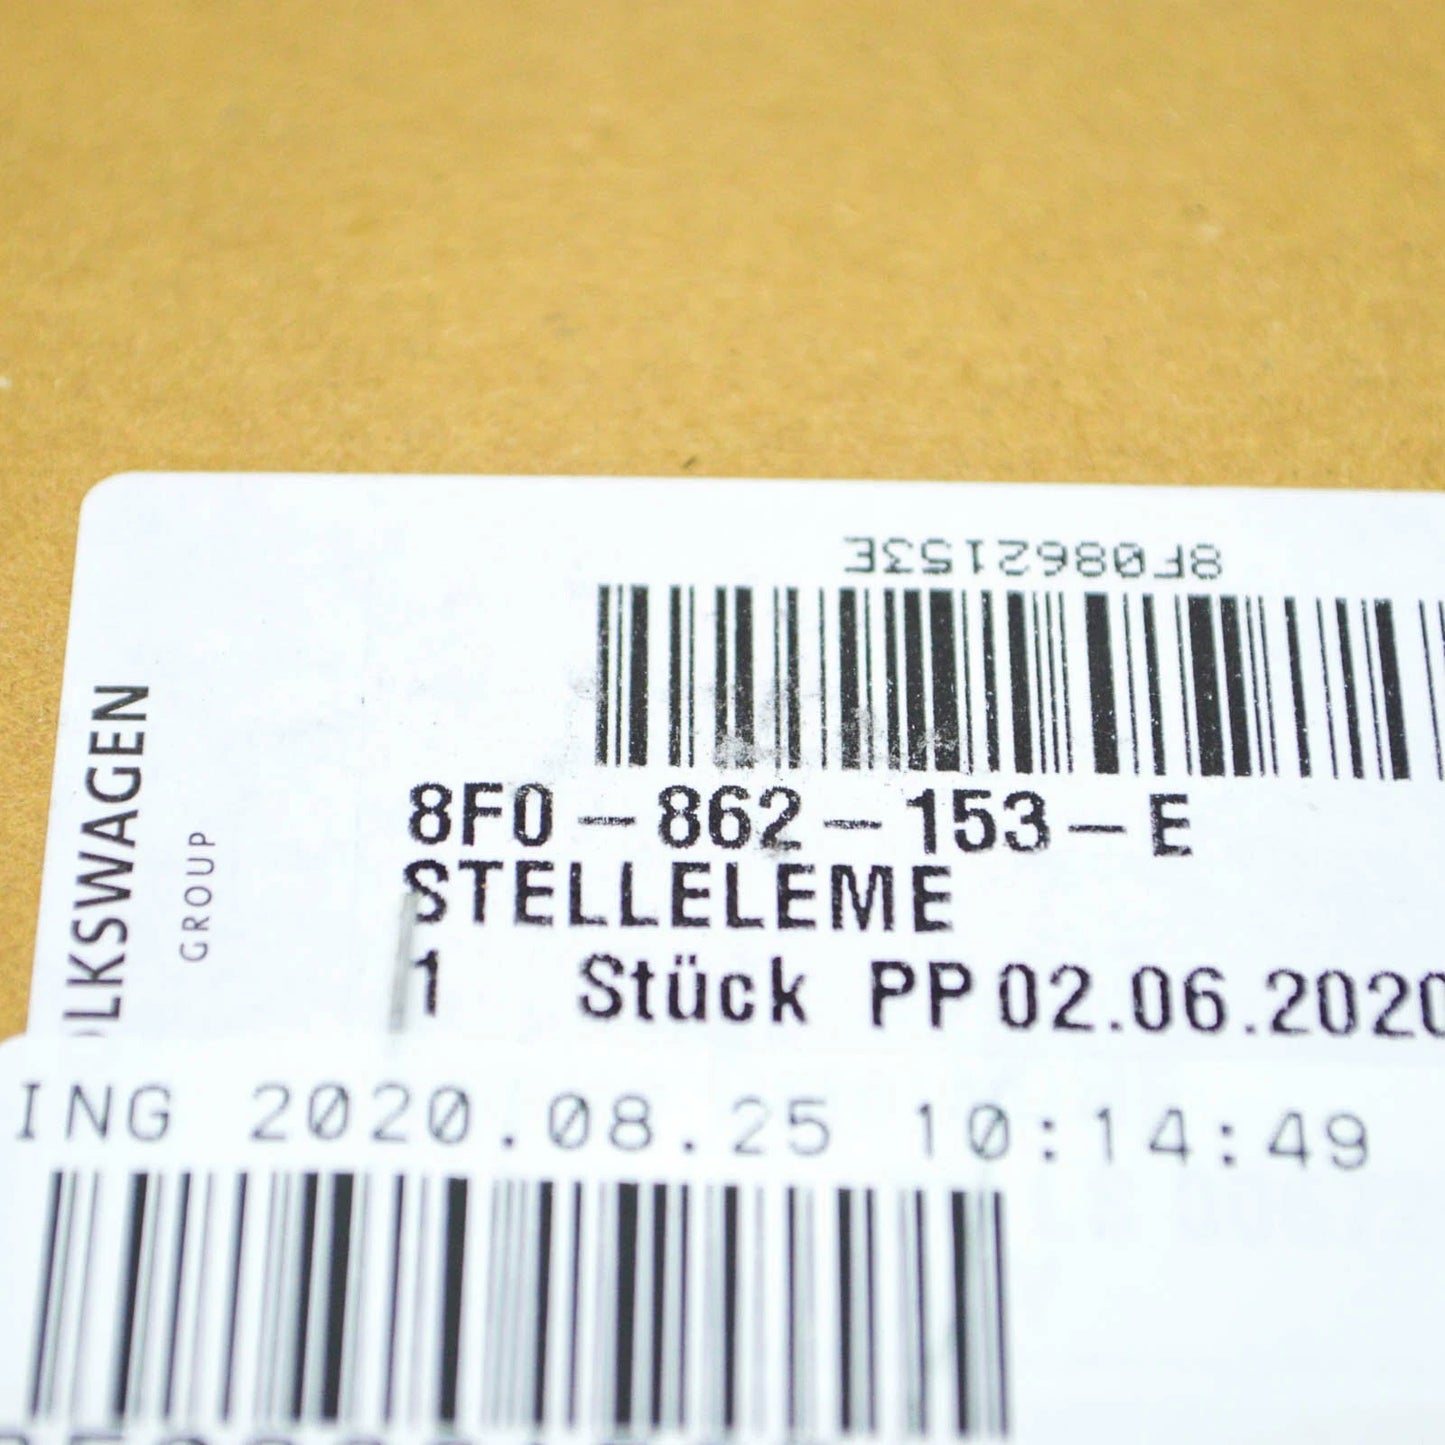 8F0862153E
8F0-862-153-E
STELLELEME
1 Stück PP 02.06.2020
LKSWAGEN
GROUP
ING 2020.08.25 10:14:49